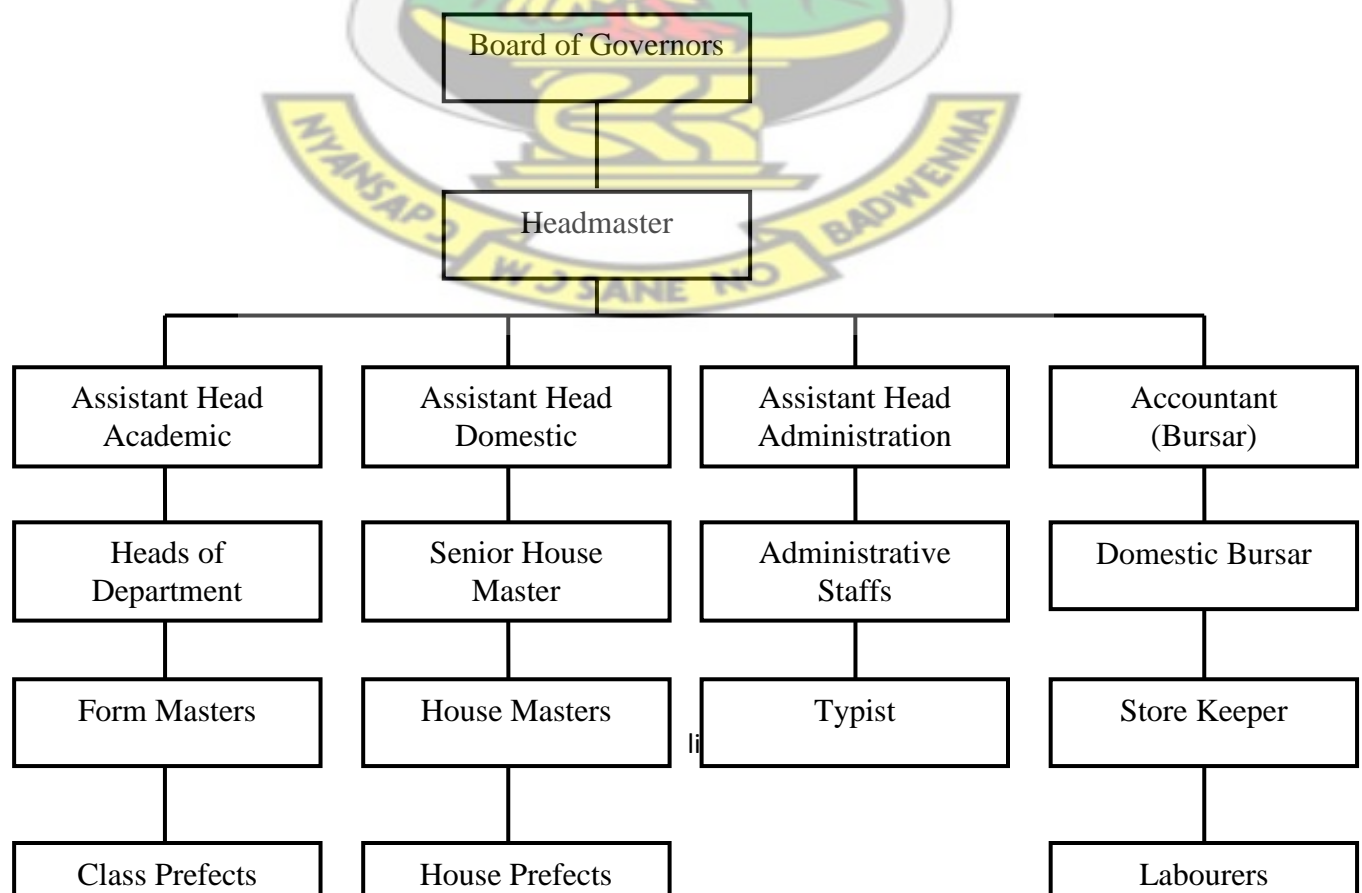 Board of Governors
NYANSAPƆ
BADWENMA
Headmaster
W Ɔ SANE NO
Assistant Head
Academic
Assistant Head
Domestic
Assistant Head
Administration
Accountant
(Bursar)
Heads of
Department
Senior House
Master
Administrative
Staffs
Domestic Bursar
Form Masters
House Masters
Typist
Store Keeper
li
Class Prefects
House Prefects
Labourers